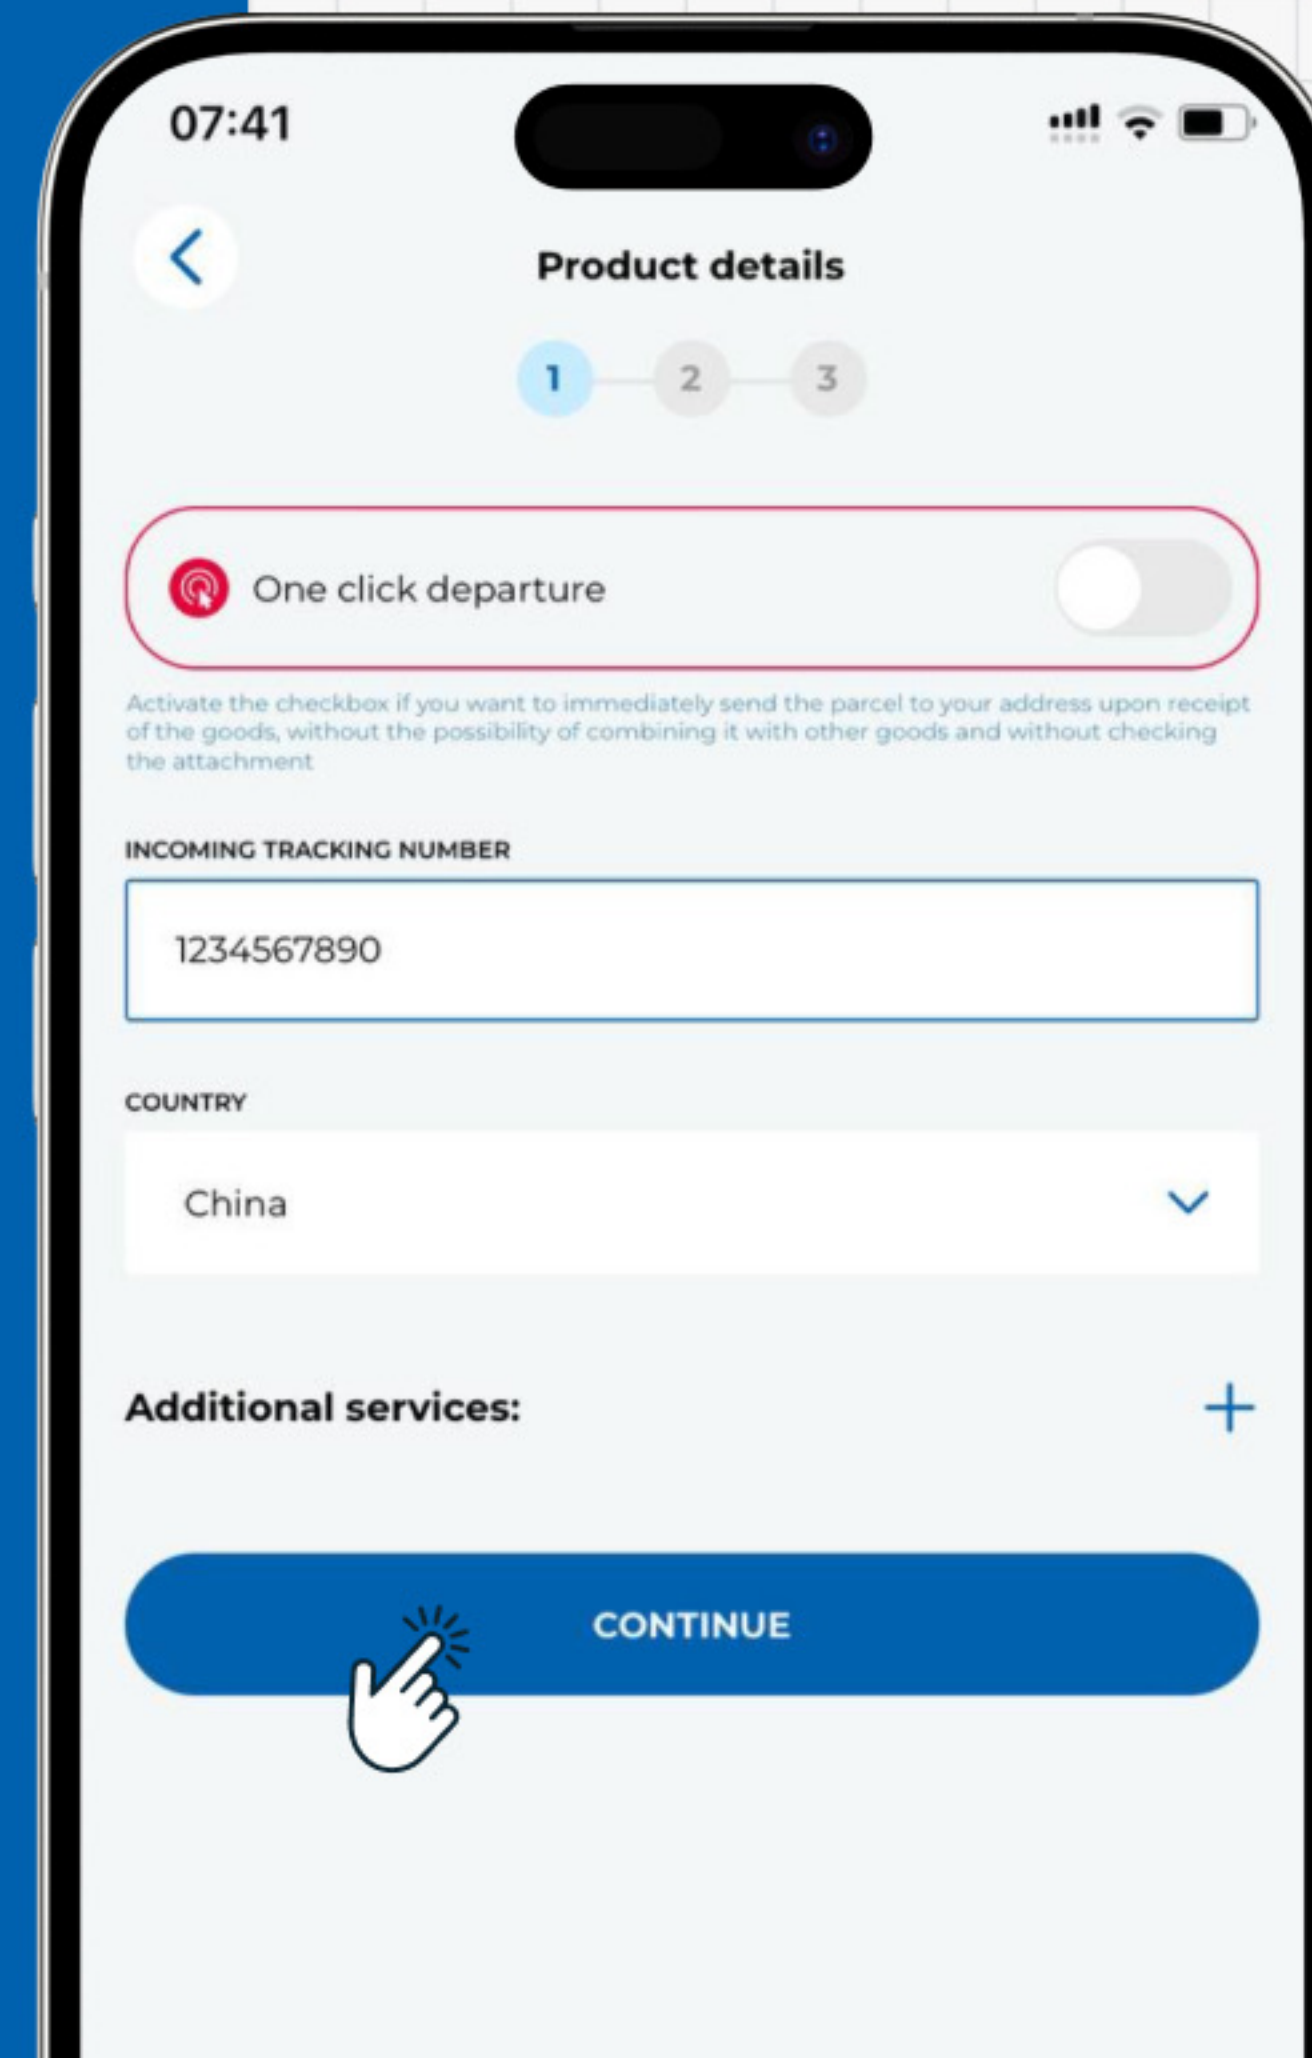 07:41
Product details
1 2 3
One click departure
Activate the checkbox if you want to immediately send the parcel to your address upon receipt
of the goods, without the possibility of combining it with other goods and without checking
the attachment
INCOMING TRACKING NUMBER
1234567890
COUNTRY
China
Additional services:
CONTINUE